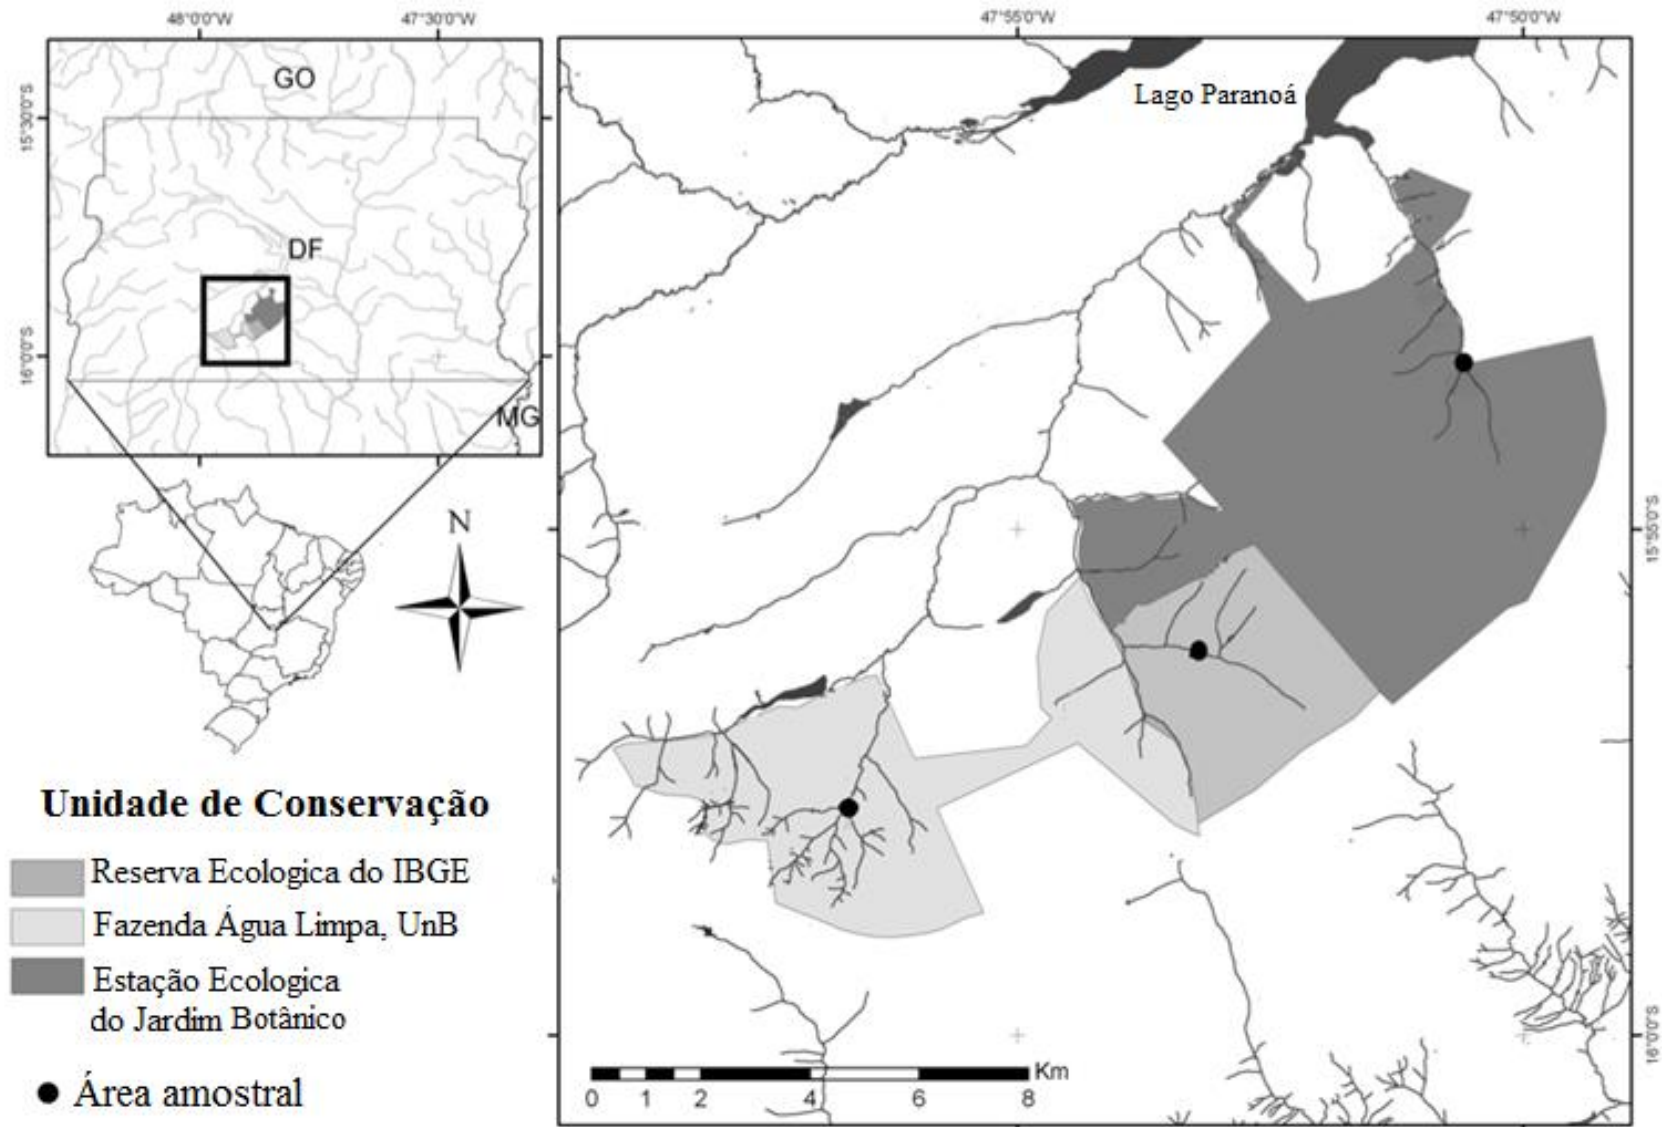 48°0'0"W
47°30'0"W
47°55'0"W
47°50'0"W
GO
15°30'0"S
Lago Paranoá
DF
16°0'0"S
MG
N
15°55'0"S
Unidade de Conservação
Reserva Ecologica do IBGE
Fazenda Água Limpa, UnB
Estação Ecologica
do Jardim Botânico
16°0'0"S
Área amostral
Km
0 1 2 4 6 8